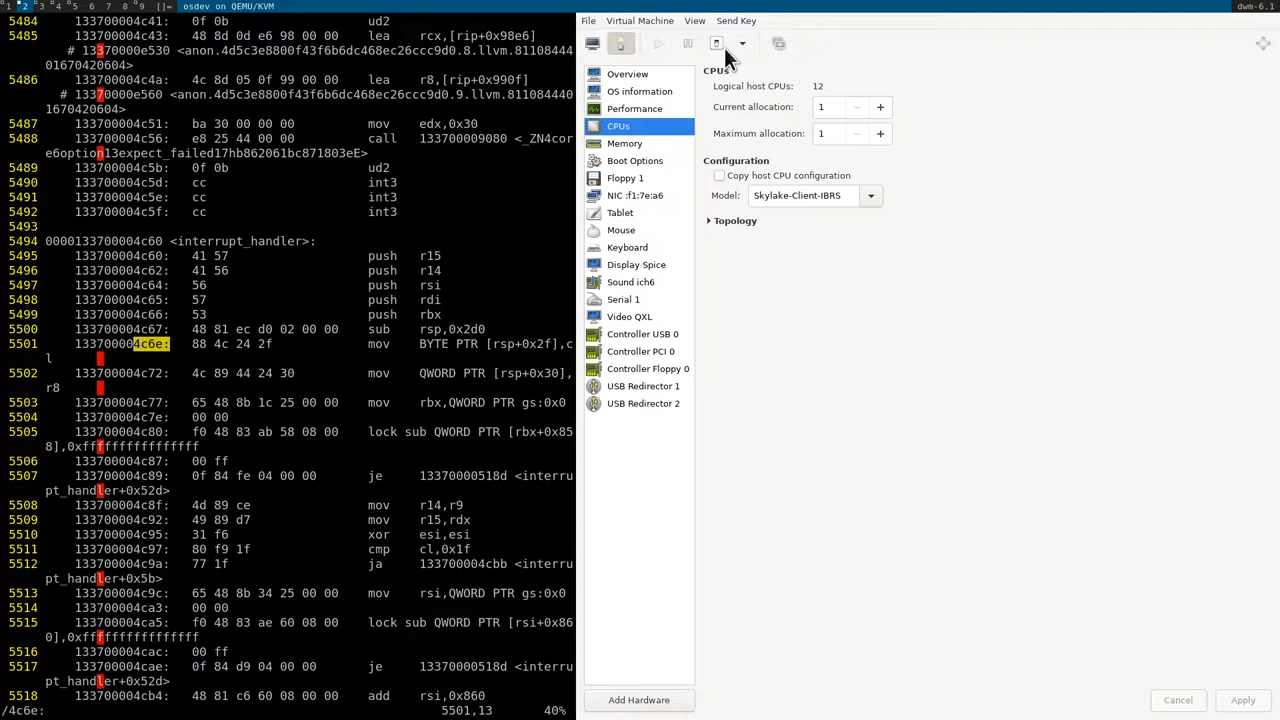 1 2 3 4 5 6 7 8 9 []= osdev on QEMU/KVM dwm-6.1
5484 133700004c41: 0f 0b ud2
5485 133700004c43: 48 8d 0d e6 98 00 00 lea rcx,[rip+0x98e6]
# 13370000e530 <anon.4d5c3e8800f43f6b6dc468ec26ccc9d0.9.llvm.81108444
01670420604>
5486 133700004c4a: 4c 8d 05 0f 99 00 00 lea r8,[rip+0x990f]
# 13370000e560 <anon.4d5c3e8800f43f6b6dc468ec26ccc9d0.9.llvm.811084440
1670420604>
5487 133700004c51: ba 30 00 00 00 mov edx,0x30
5488 133700004c56: e8 25 44 00 00 call 133700009080 <_ZN4cor
e6option13expect_failed17hb862061bc871803eE>
5489 133700004c5b: 0f 0b ud2
5490 133700004c5d: cc int3
5491 133700004c5e: cc int3
5492 133700004c5f: cc int3
5493
5494 0000133700004c60 <interrupt_handler>:
5495 133700004c60: 41 57 push r15
5496 133700004c62: 41 56 push r14
5497 133700004c64: 56 push rsi
5498 133700004c65: 57 push rdi
5499 133700004c66: 53 push rbx
5500 133700004c67: 48 81 ec d0 02 00 00 sub rsp,0x2d0
5501 133700004c6e: 88 4c 24 2f mov BYTE PTR [rsp+0x2f],c
l
5502 133700004c72: 4c 89 44 24 30 mov QWORD PTR [rsp+0x30],
r8
5503 133700004c77: 65 48 8b 1c 25 00 00 mov rbx,QWORD PTR gs:0x0
5504 133700004c7e: 00 00
5505 133700004c80: f0 48 83 ab 58 08 00 lock sub QWORD PTR [rbx+0x85
8],0xffffffffffffffff
5506 133700004c87: 00 ff
5507 133700004c89: 0f 84 fe 04 00 00 je 13370000518d <interru
pt_handler+0x52d>
5508 133700004c8f: 4d 89 ce mov r14,r9
5509 133700004c92: 49 89 d7 mov r15,rdx
5510 133700004c95: 31 f6 xor esi,esi
5511 133700004c97: 80 f9 1f cmp cl,0x1f
5512 133700004c9a: 77 1f ja 133700004cbb <interru
pt_handler+0x5b>
5513 133700004c9c: 65 48 8b 34 25 00 00 mov rsi,QWORD PTR gs:0x0
5514 133700004ca3: 00 00
5515 133700004ca5: f0 48 83 ae 60 08 00 lock sub QWORD PTR [rsi+0x86
0],0xffffffffffffffff
5516 133700004cac: 00 ff
5517 133700004cae: 0f 84 d9 04 00 00 je 13370000518d <interru
pt_handler+0x52d>
5518 133700004cb4: 48 81 c6 60 08 00 00 add rsi,0x860
/4c6e: 5501,13 40%
File Virtual Machine View Send Key
Overview
OS information
Performance
CPUs
Memory
Boot Options
Floppy 1
NIC :f1:7e:a6
Tablet
Mouse
Keyboard
Display Spice
Sound ich6
Serial 1
Video QXL
Controller USB 0
Controller PCI 0
Controller Floppy 0
USB Redirector 1
USB Redirector 2
Add Hardware
CPUs
Logical host CPUs: 12
Current allocation: 1 − +
Maximum allocation: 1 − +
Configuration
Copy host CPU configuration
Model: Skylake-Client-IBRS
Topology
Cancel Apply